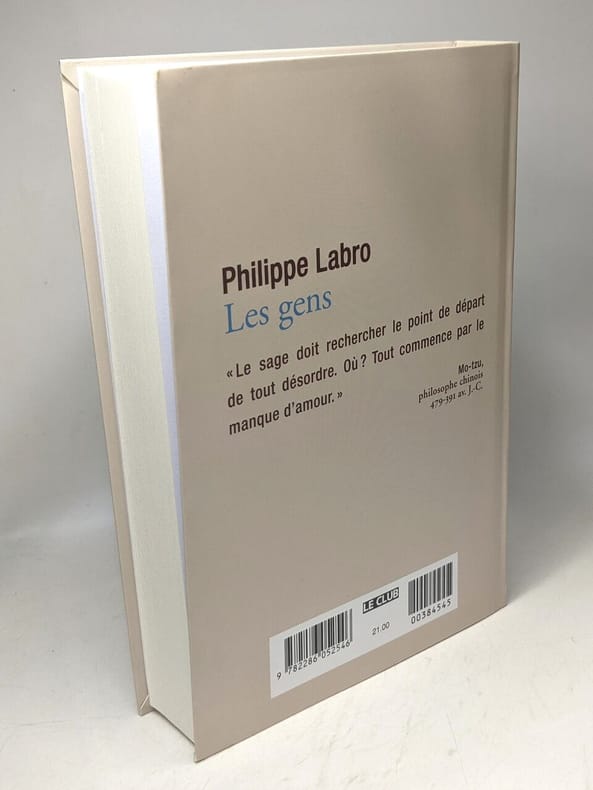 Philippe Labro
Les gens
« Le sage doit rechercher le point de départ
de tout désordre. Où ? Tout commence par le
manque d'amour. »
Mo-tzu,
philosophe chinois
479-391 av. J.-C.
LE CLUB
9 782286 052546
21.00
00384545